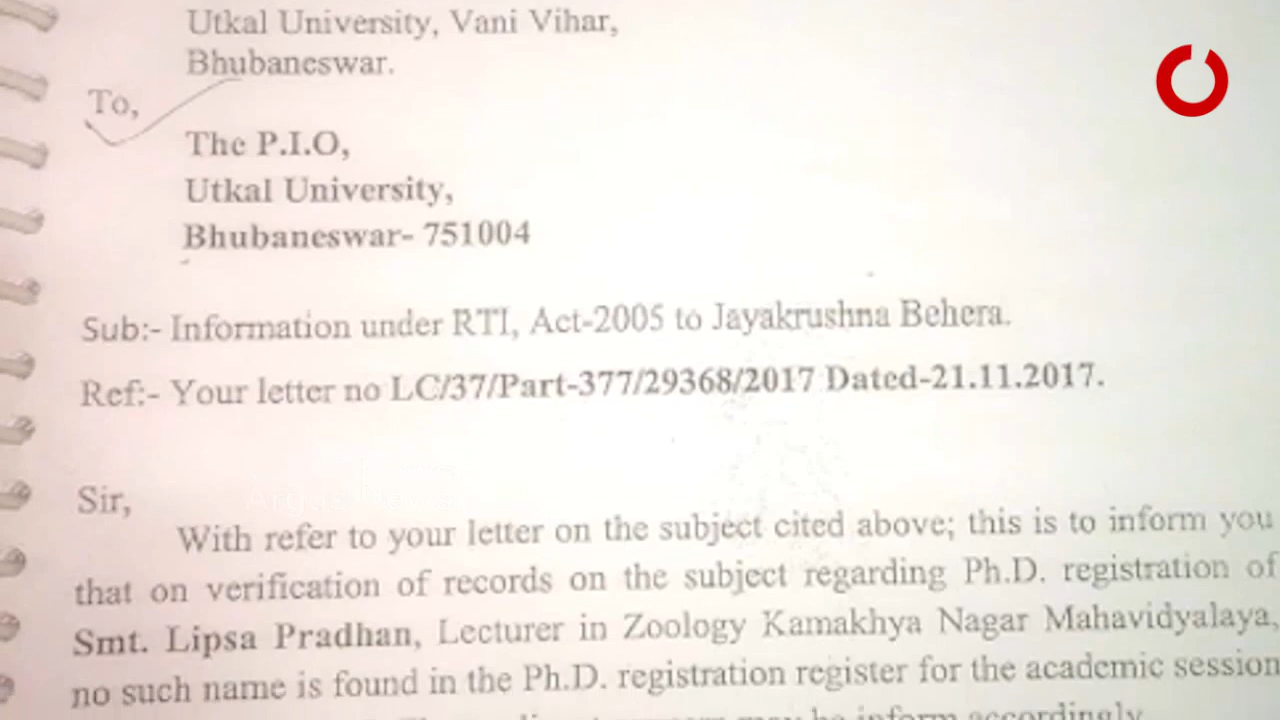 Utkal University, Vani Vihar,
Bhubaneswar.
To,
The P.I.O,
Utkal University,
Bhubaneswar- 751004
Sub:- Information under RTI, Act-2005 to Jayakrushna Behera.
Ref:- Your letter no LC/37/Part-377/29368/2017 Dated-21.11.2017.
Sir,
With refer to your letter on the subject cited above; this is to inform you
that on verification of records on the subject regarding Ph.D. registration of
Smt. Lipsa Pradhan, Lecturer in Zoology Kamakhya Nagar Mahavidyalaya,
no such name is found in the Ph.D. registration register for the academic session
may be inform accordingly